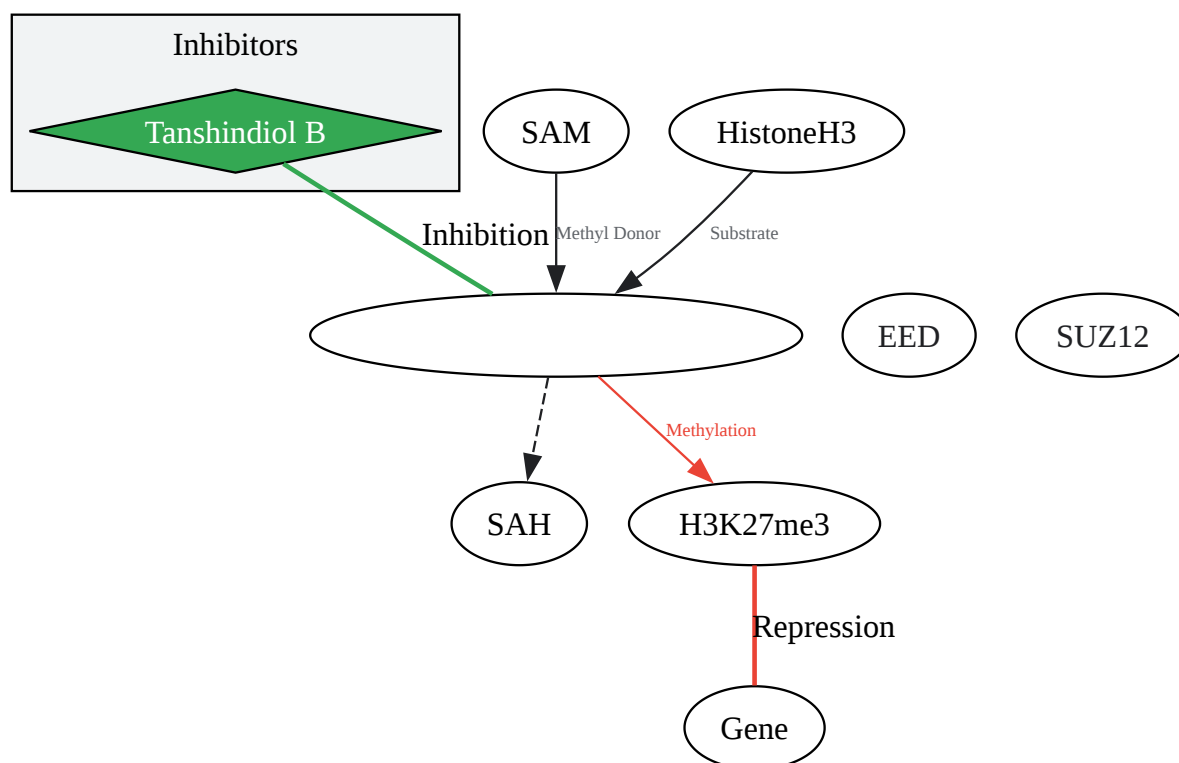 Inhibitors
Tanshindiol B
SAM
HistoneH3
Inhibition
Methyl Donor
Substrate
EED
SUZ12
Methylation
SAH
H3K27me3
Repression
Gene